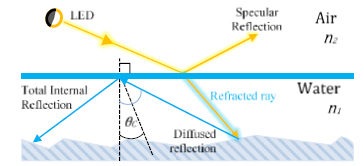 LED
Specular
Reflection
Air
n₂
Total Internal
Reflection
Refracted ray
Water
n₁
θc
Diffused
reflection